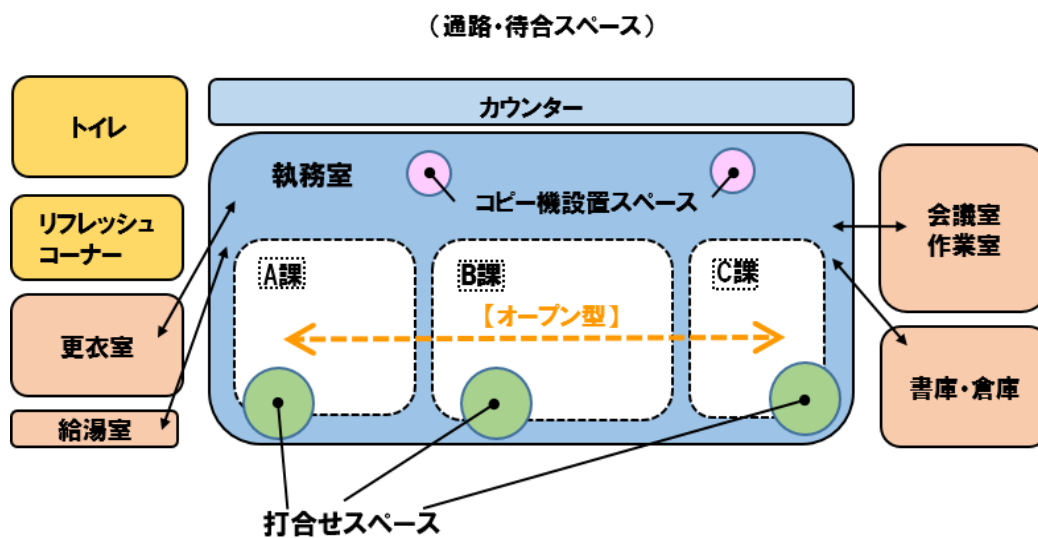 （通路・待合スペース）
トイレ
カウンター
執務室
コピー機設置スペース
リフレッシュ
コーナー
会議室
作業室
A課
B課
C課
【オープン型】
更衣室
書庫・倉庫
給湯室
打合せスペース